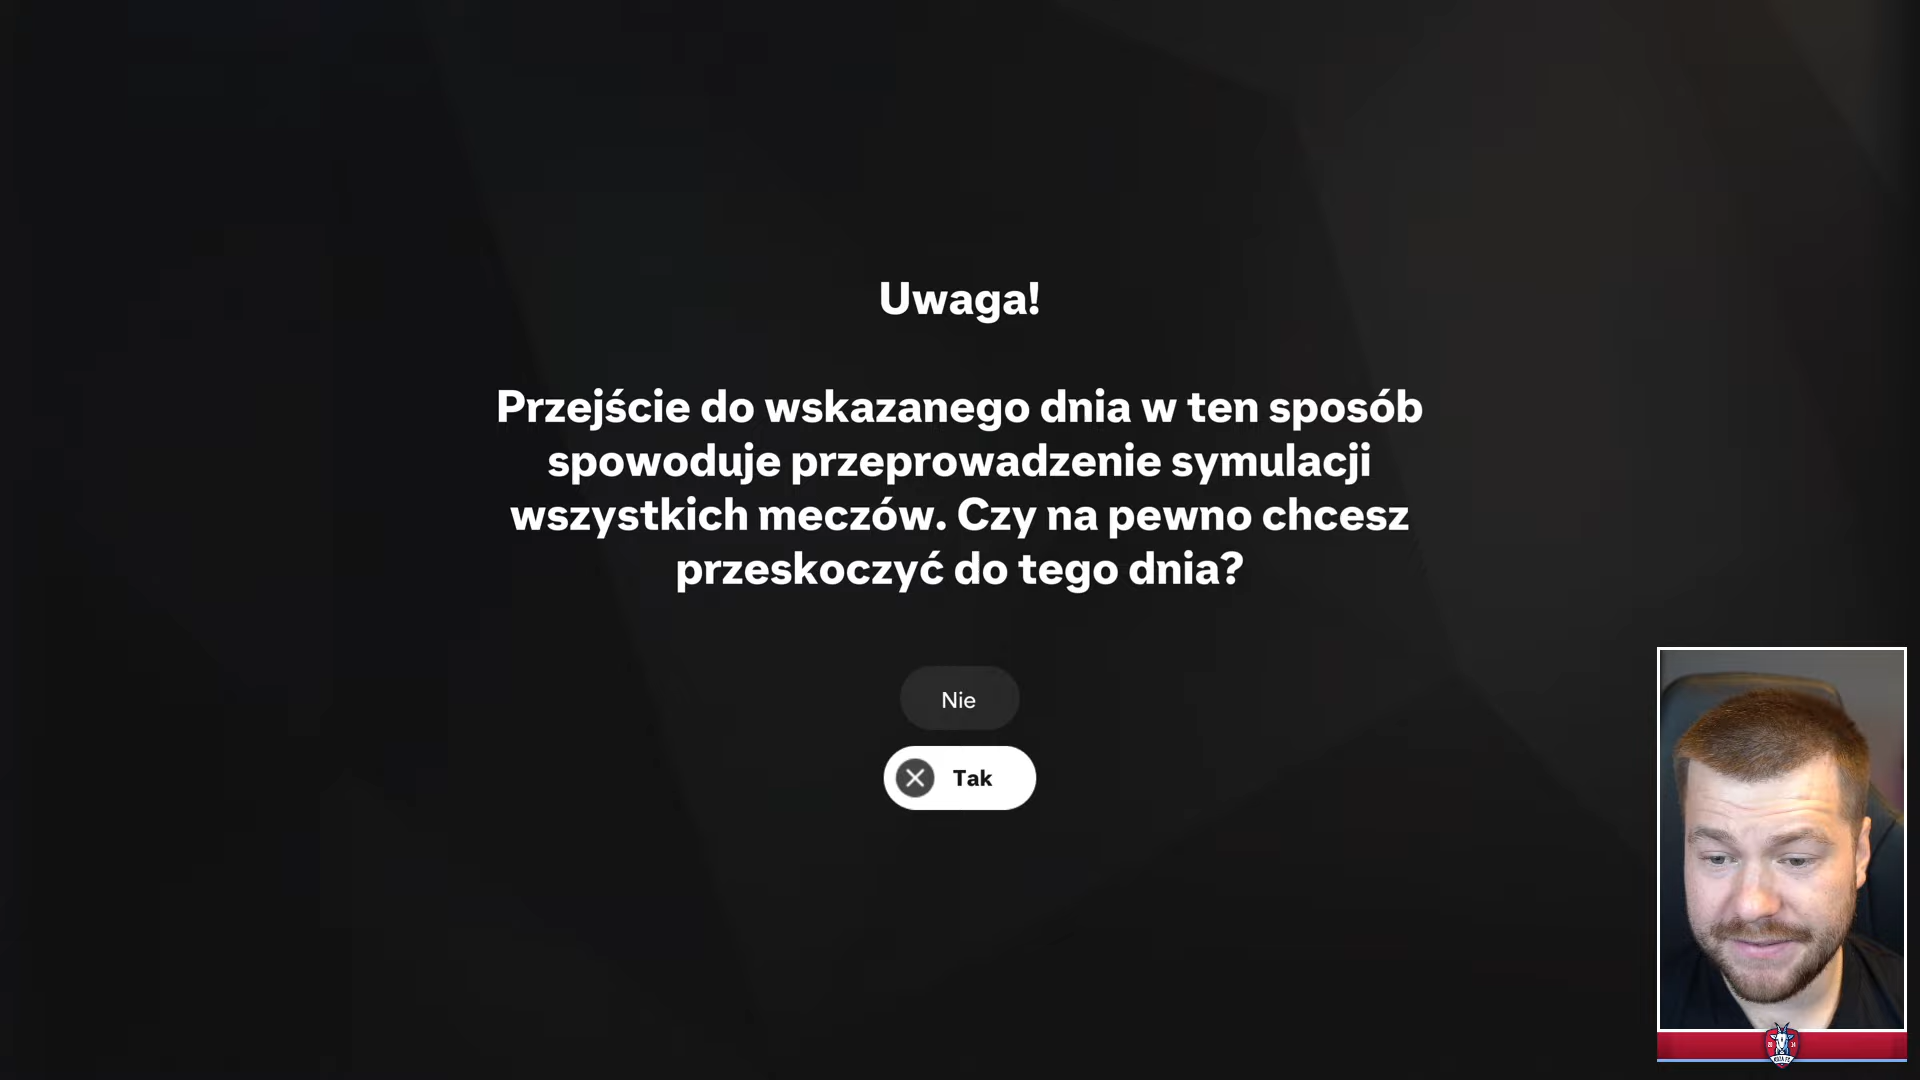 Uwaga!
Przejście do wskazanego dnia w ten sposób
spowoduje przeprowadzenie symulacji
wszystkich meczów. Czy na pewno chcesz
przeskoczyć do tego dnia?
Nie
Tak